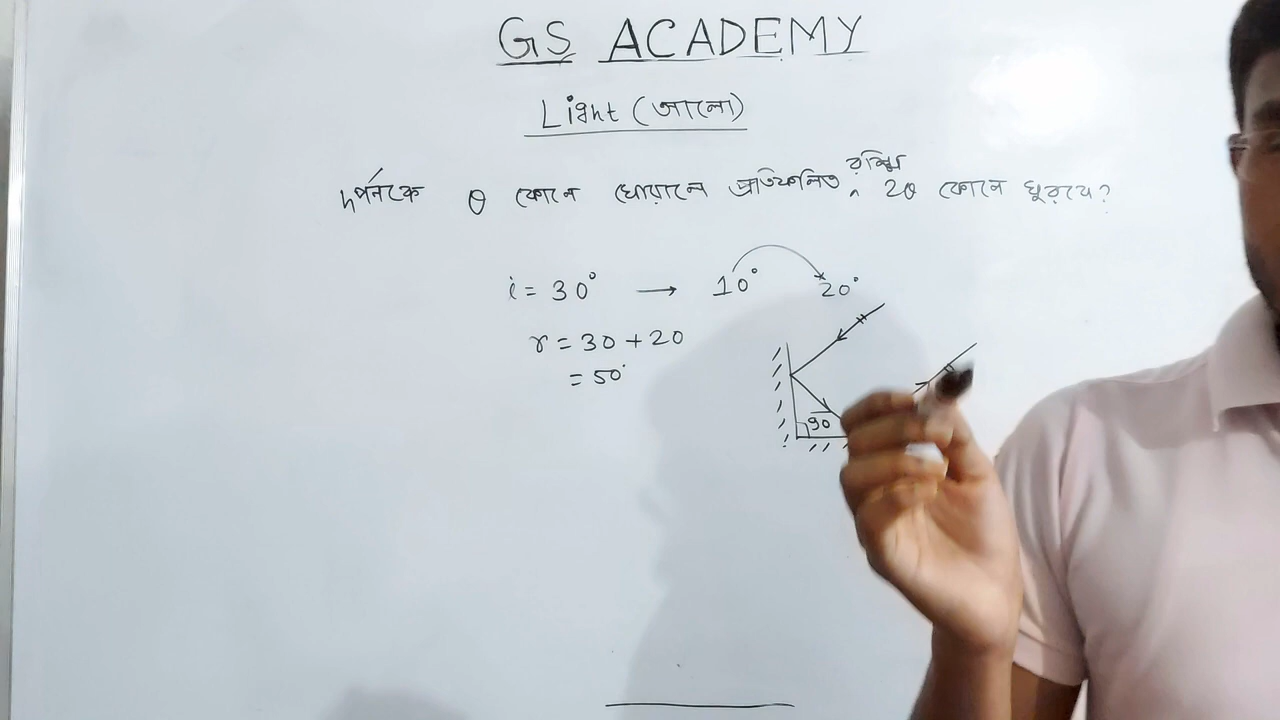 GS ACADEMY
Light (আলো)
দর্পনকে θ কোনে ঘোরালে প্রতিফলিত রশ্মি 2θ কোনে ঘুরবে?
i = 30° → 10° 20°
r = 30 + 20
= 50°
90